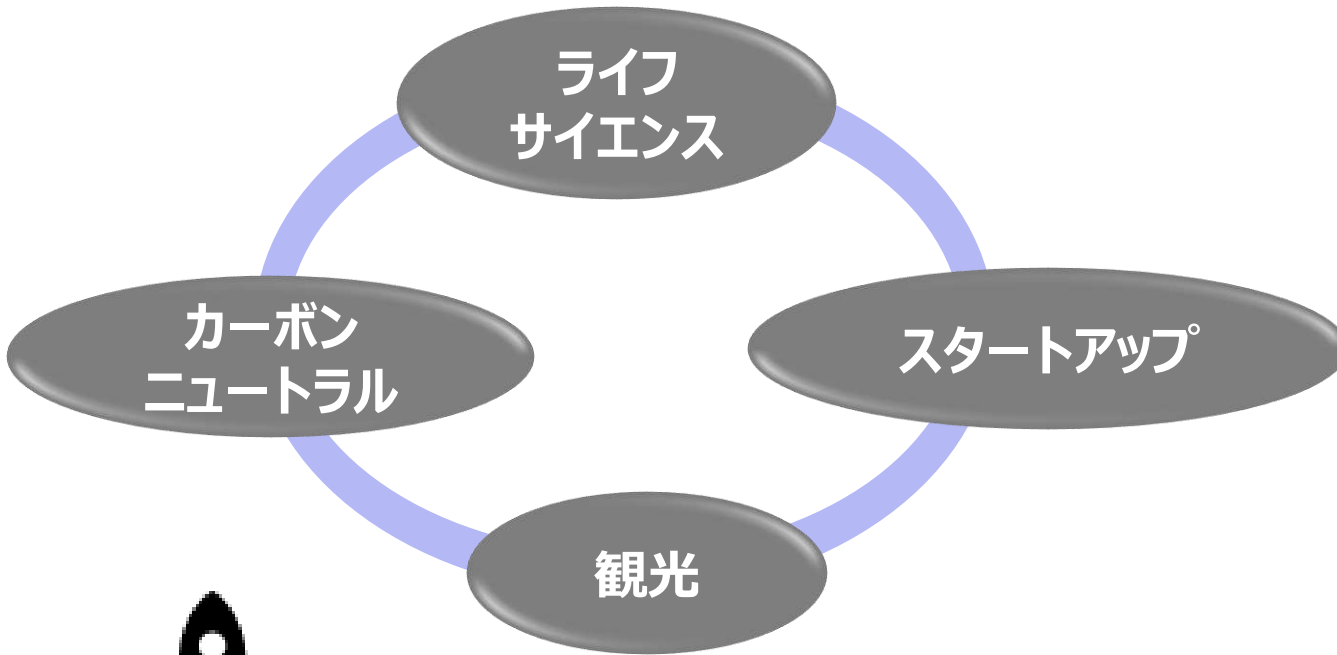 ライフ
サイエンス
カーボン
ニュートラル
スタートアップ
観光